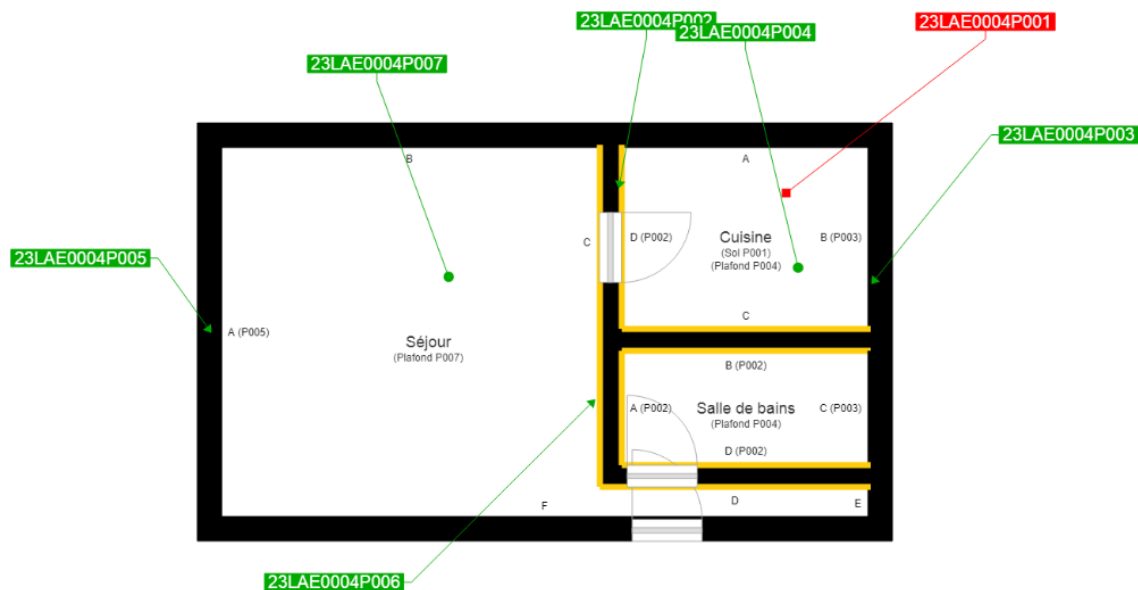 23LAE0004P002
23LAE0004P004
23LAE0004P001
23LAE0004P007
23LAE0004P003
B
A
C
D (P002)
Cuisine
(Sol P001)
(Plafond P004)
B (P003)
23LAE0004P005
A (P005)
C
Séjour
(Plafond P007)
B (P002)
A (P002)
Salle de bains
(Plafond P004)
C (P003)
D (P002)
F
D
E
23LAE0004P006